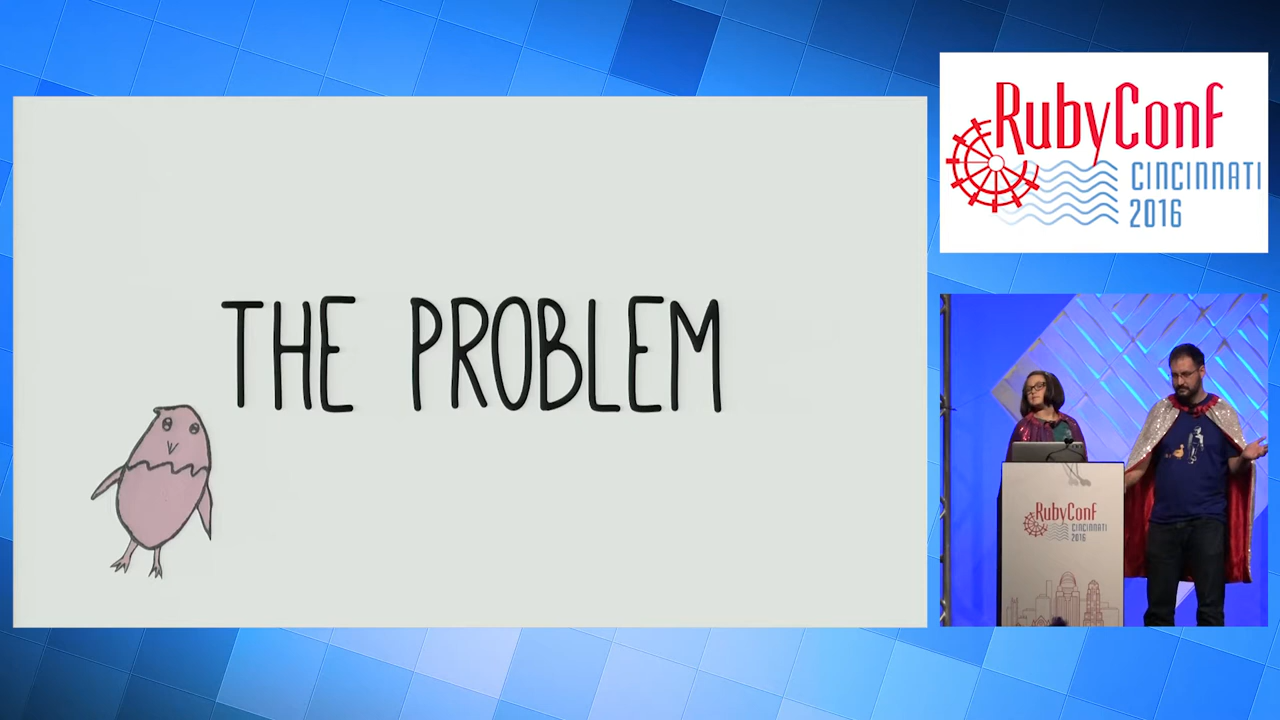 THE PROBLEM
RubyConf
CINCINNATI
2016
RubyConf
CINCINNATI
2016